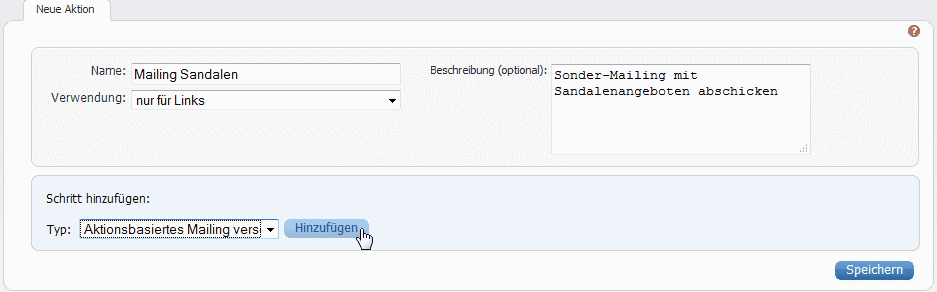 Neue Aktion
?
Name: Mailing Sandalen
Beschreibung (optional): Sonder-Mailing mit
Sandalenangeboten abschicken
Verwendung: nur für Links
Schritt hinzufügen:
Typ: Aktionsbasiertes Mailing versi Hinzufügen
Speichern